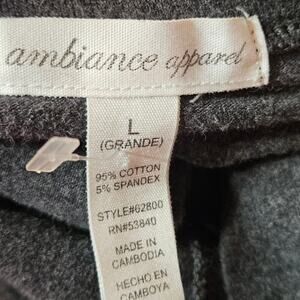 ambiance apparel
L
(GRANDE)
95% COTTON
5% SPANDEX
STYLE#62800
RN#53840
MADE IN
CAMBODIA
HECHO EN
CAMBOYA